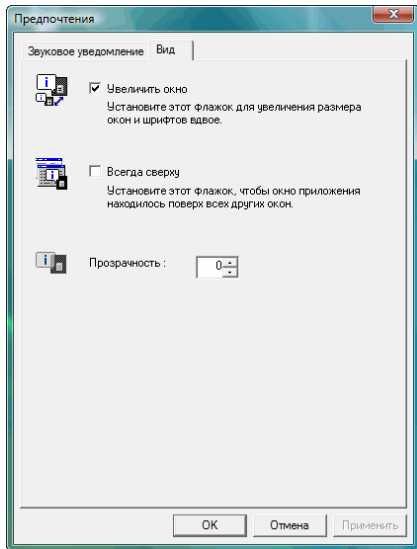 Предпочтения
Звуковое уведомление Вид
Увеличить окно
Установите этот флажок для увеличения размера
окон и шрифтов вдвое.
Всегда сверху
Установите этот флажок, чтобы окно приложения
находилось поверх всех других окон.
Прозрачность : 0
OK Отмена Применить